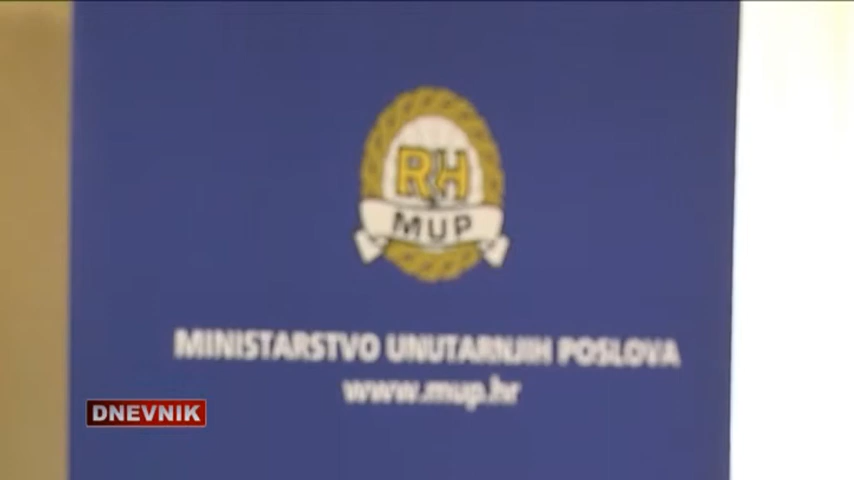 RH
MUP
MINISTARSTVO UNUTARNJIH POSLOVA
www.mup.hr
DNEVNIK